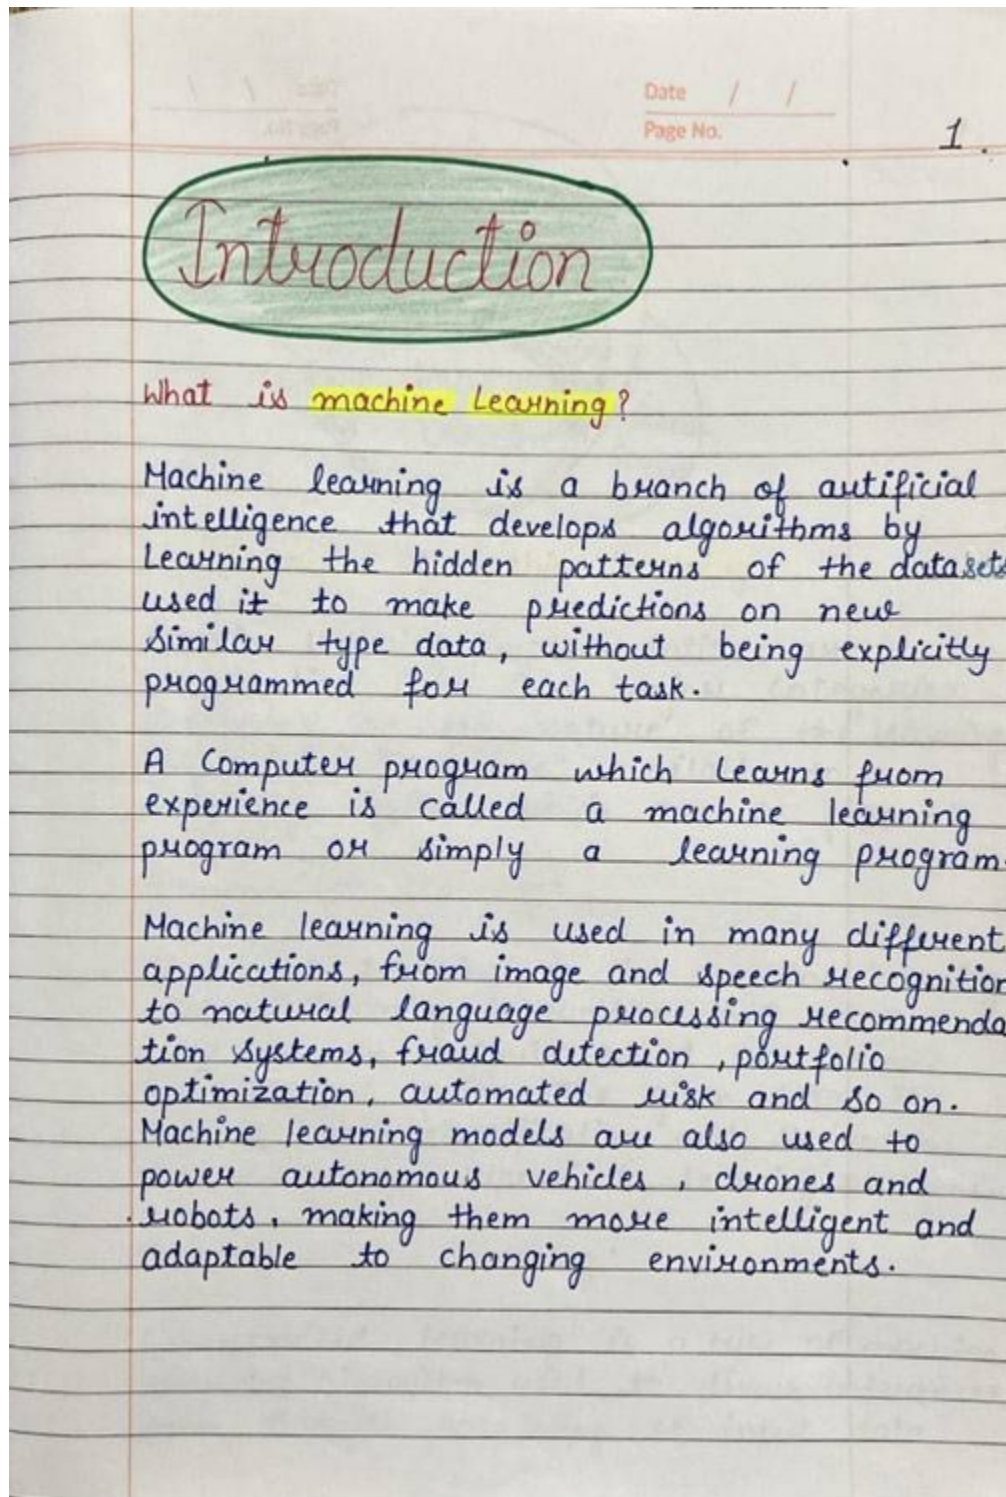 Date / /
Page No.
1.
Introduction
What is machine Learning?
Machine learning is a branch of artificial
intelligence that develops algorithms by
Learning the hidden patterns of the datasets
used it to make predictions on new
similar type data, without being explicitly
programmed for each task.
A Computer program which learns from
experience is called a machine learning
program or simply a learning program.
Machine learning is used in many different
applications, from image and speech recognition
to natural language processing recommenda
tion systems, fraud detection, portfolio
optimization, automated risk and so on.
Machine learning models are also used to
power autonomous vehicles, drones and
robots, making them more intelligent and
adaptable to changing environments.